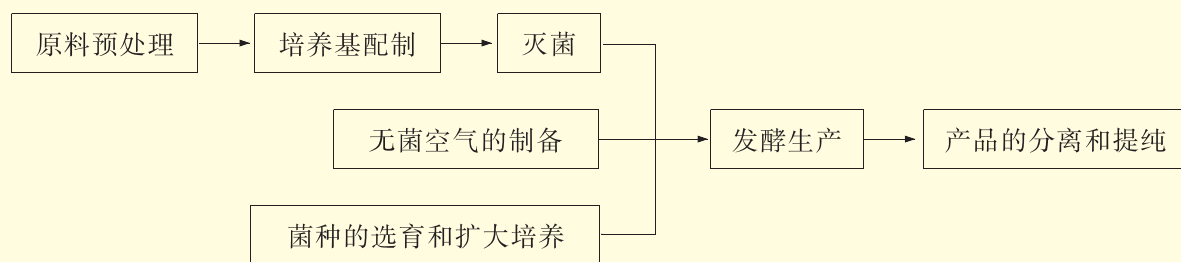 原料预处理
培养基配制
灭菌
无菌空气的制备
发酵生产
产品的分离和提纯
菌种的选育和扩大培养